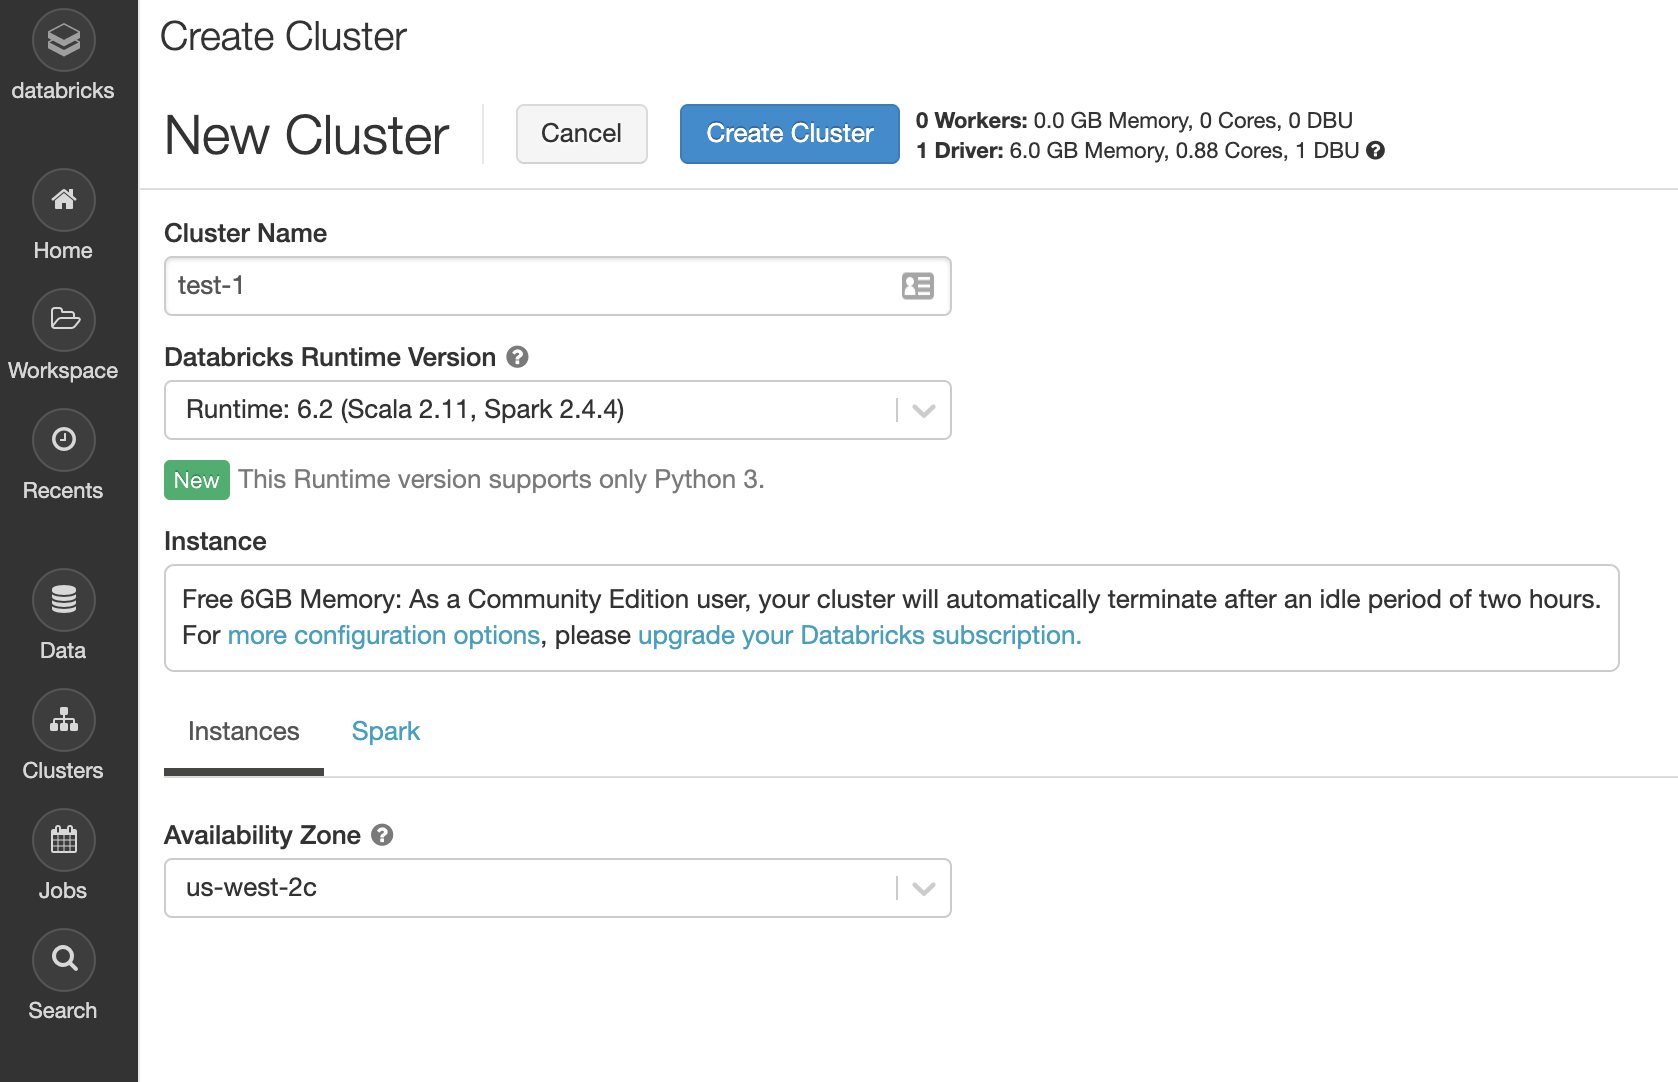 databricks
Home
Workspace
Recents
Data
Clusters
Jobs
Search
Create Cluster
New Cluster
Cancel
Create Cluster
0 Workers: 0.0 GB Memory, 0 Cores, 0 DBU
1 Driver: 6.0 GB Memory, 0.88 Cores, 1 DBU ?
Cluster Name
test-1
Databricks Runtime Version ?
Runtime: 6.2 (Scala 2.11, Spark 2.4.4)
New This Runtime version supports only Python 3.
Instance
Free 6GB Memory: As a Community Edition user, your cluster will automatically terminate after an idle period of two hours.
For more configuration options, please upgrade your Databricks subscription.
Instances Spark
Availability Zone ?
us-west-2c